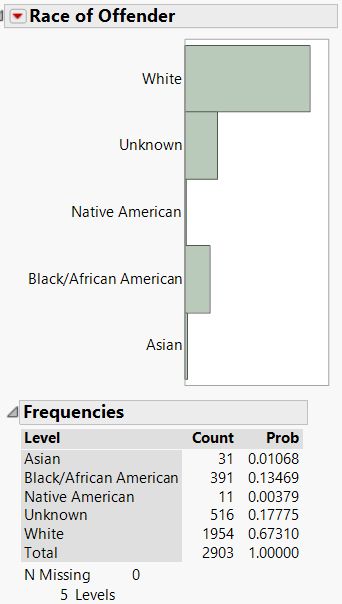 Race of Offender
White
Unknown
Native American
Black/African American
Asian
Frequencies
Level Count Prob
Asian 31 0.01068
Black/African American 391 0.13469
Native American 11 0.00379
Unknown 516 0.17775
White 1954 0.67310
Total 2903 1.00000
N Missing 0
5 Levels